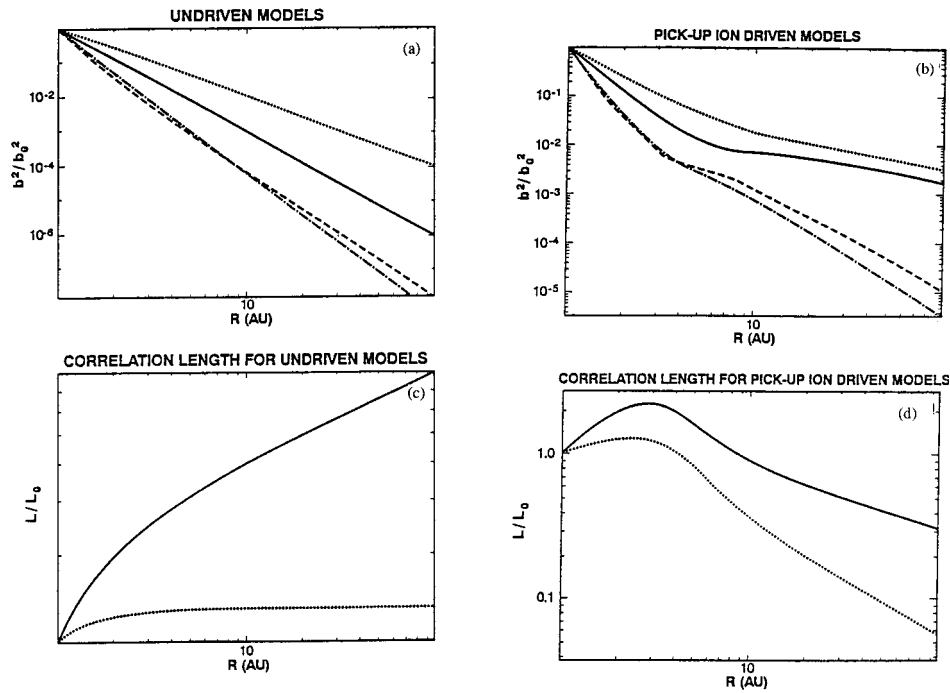 UNDRIVEN MODELS
(a)
10-2
10-4
10-6
b2/b02
10
R (AU)
PICK-UP ION DRIVEN MODELS
(b)
10-1
10-2
10-3
10-4
10-5
b2/b02
10
R (AU)
CORRELATION LENGTH FOR UNDRIVEN MODELS
(c)
L / L0
10
R (AU)
CORRELATION LENGTH FOR PICK-UP ION DRIVEN MODELS
(d)
1.0
0.1
L / L0
10
R (AU)